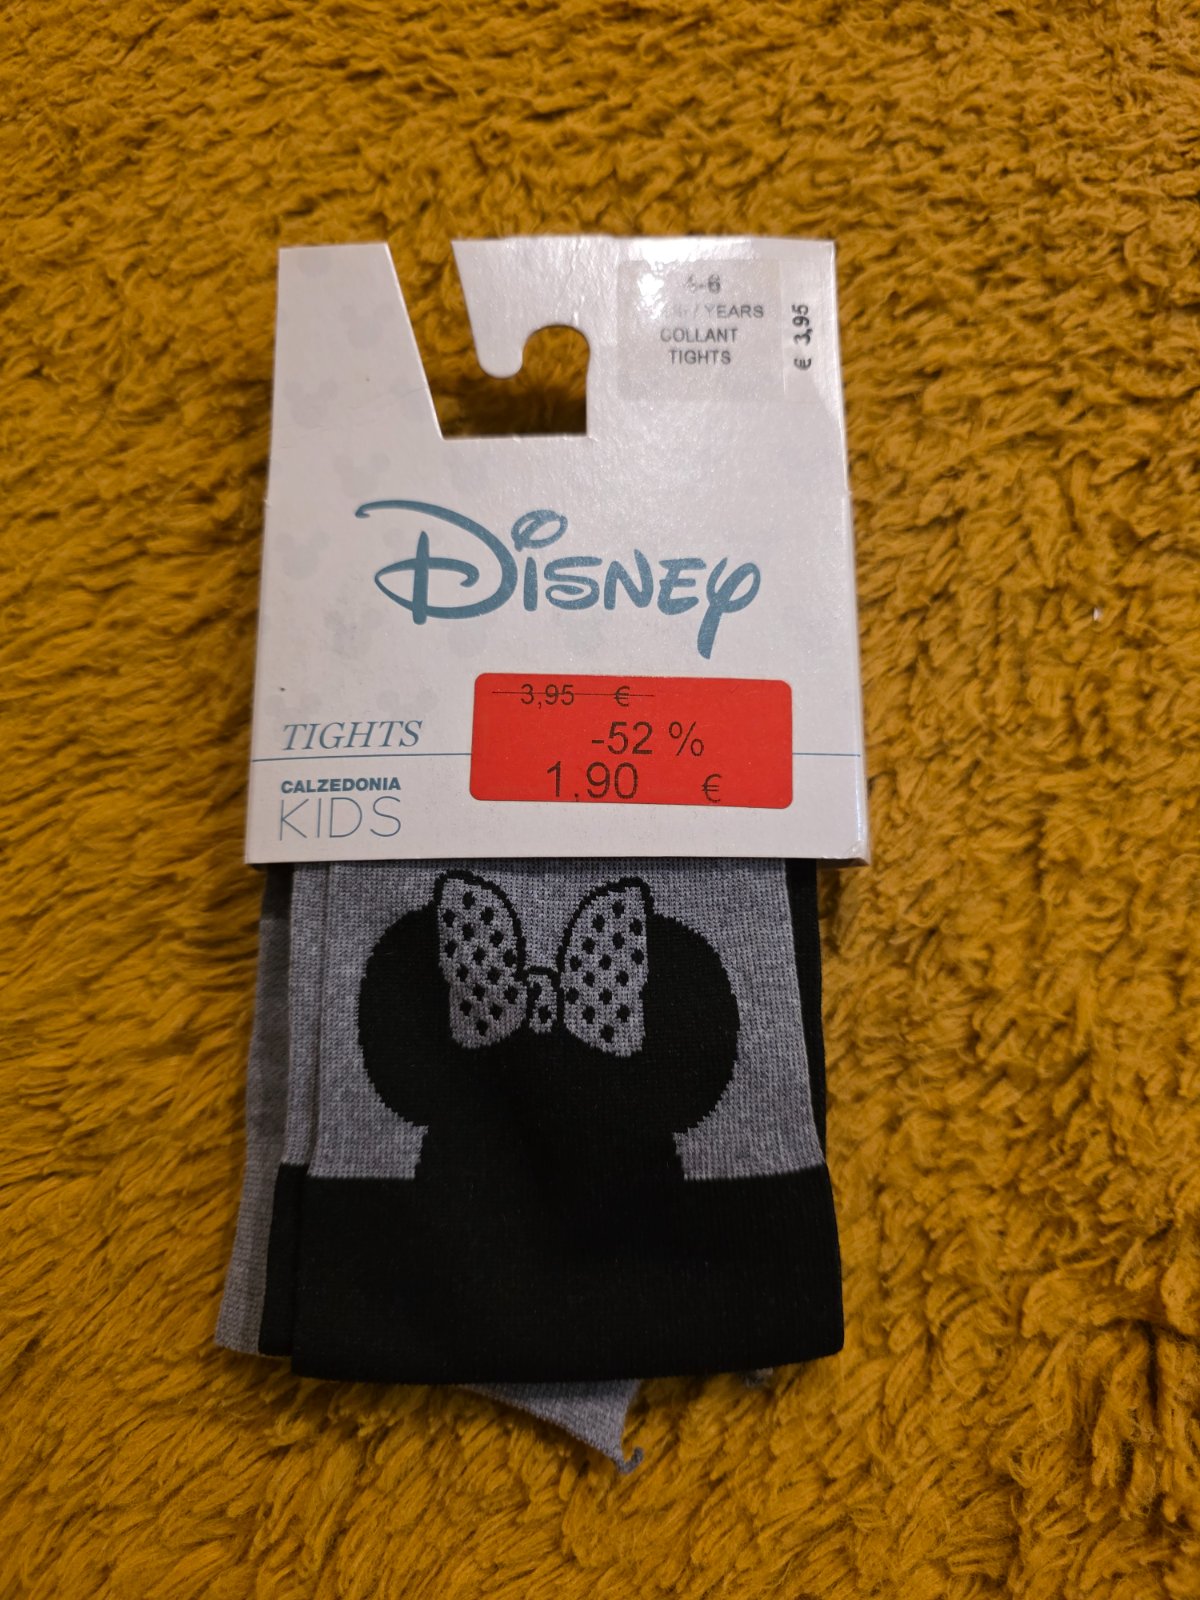 / YEARS
COLLANT
TIGHTS
€ 3,95
Disney
3,95 €
-52 %
1,90 €
TIGHTS
CALZEDONIA
KIDS